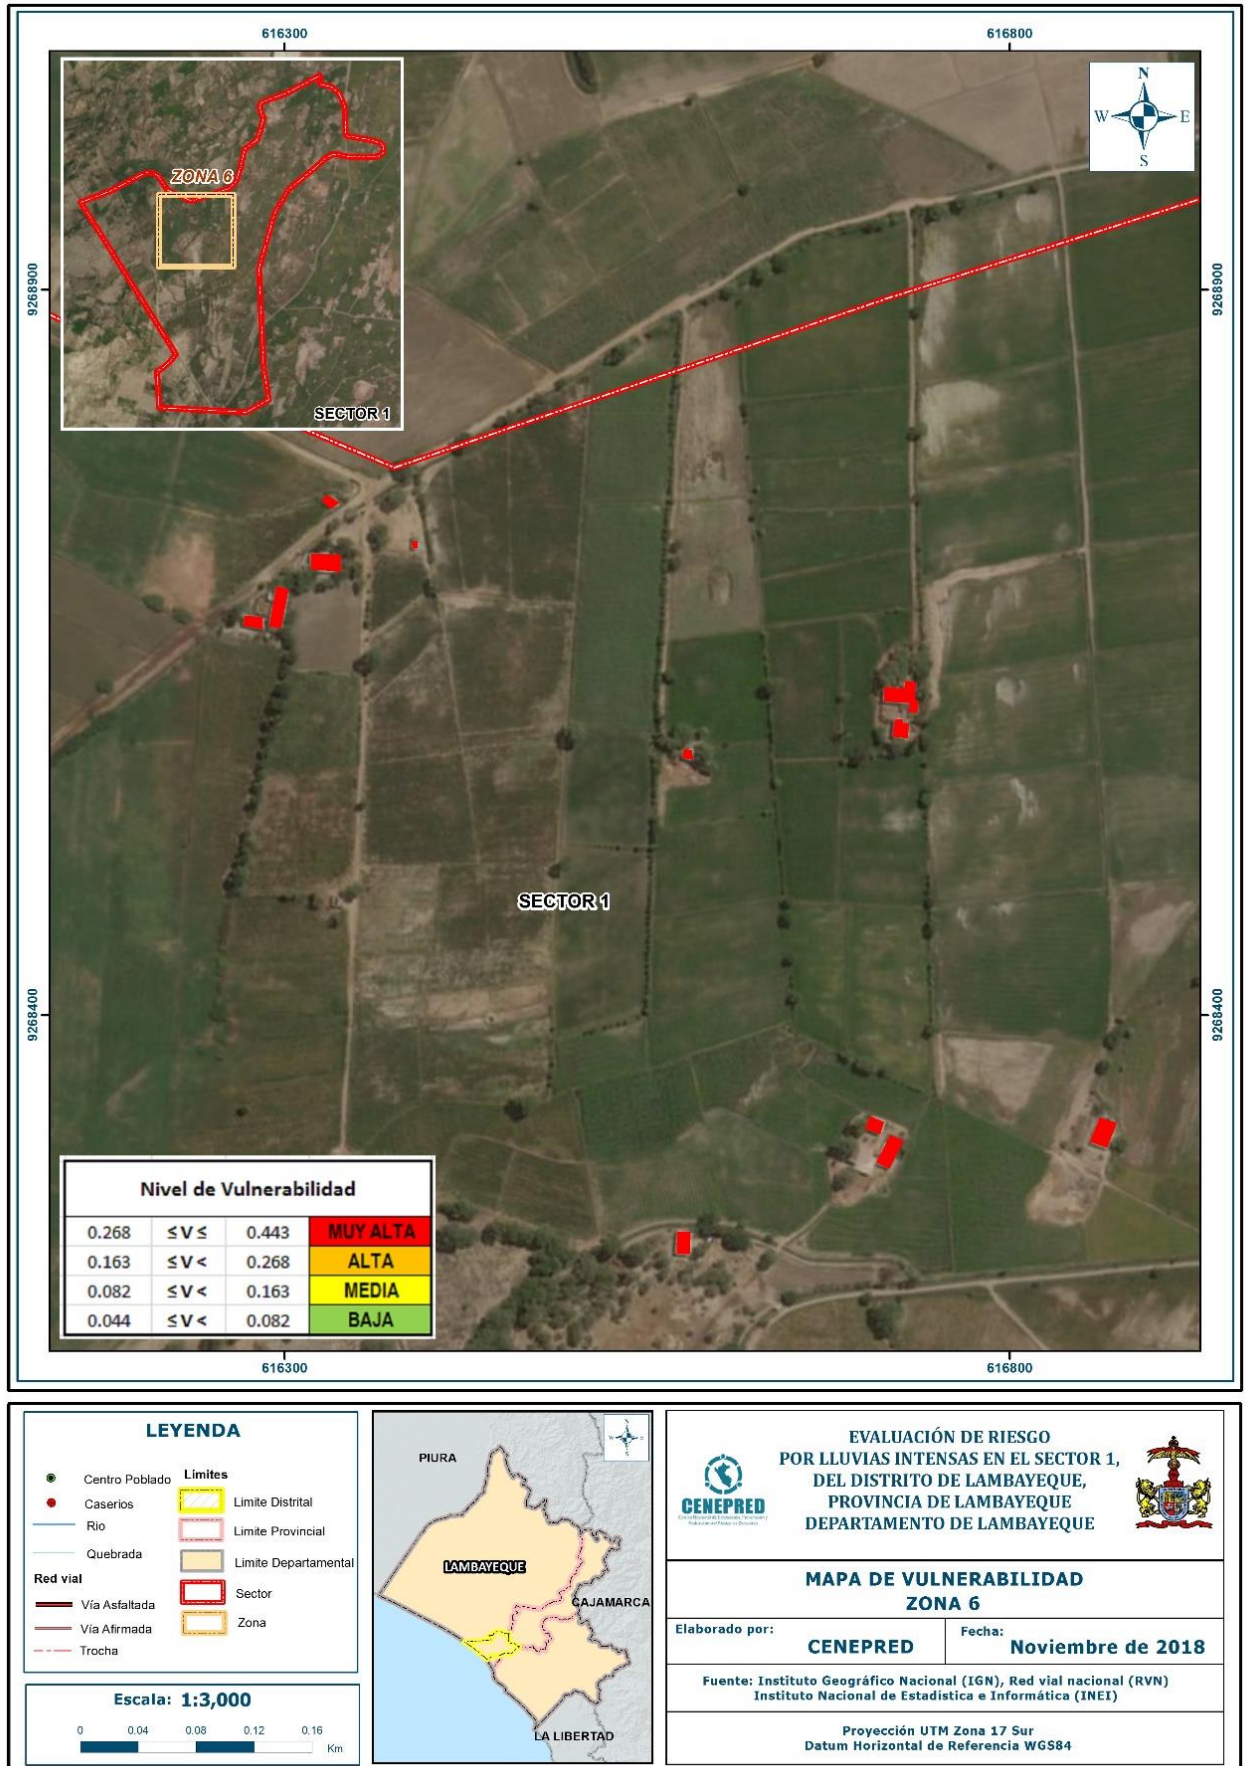 616300
616800
N
W
E
S
ZONA 6
SECTOR 1
9268900
9268900
SECTOR 1
9268400
9268400
Nivel de Vulnerabilidad
0.268 ≤ V ≤ 0.443 MUY ALTA
0.163 ≤ V < 0.268 ALTA
0.082 ≤ V < 0.163 MEDIA
0.044 ≤ V < 0.082 BAJA
616300
616800
LEYENDA
Centro Poblado
Caserios
Rio
Quebrada
Red vial
Vía Asfaltada
Vía Afirmada
Trocha
Límites
Limite Distrital
Limite Provincial
Limite Departamental
Sector
Zona
Escala: 1:3,000
0 0.04 0.08 0.12 0.16
Km
PIURA
LAMBAYEQUE
CAJAMARCA
LA LIBERTAD
CENEPRED
EVALUACIÓN DE RIESGO
POR LLUVIAS INTENSAS EN EL SECTOR 1,
DEL DISTRITO DE LAMBAYEQUE,
PROVINCIA DE LAMBAYEQUE
DEPARTAMENTO DE LAMBAYEQUE
MAPA DE VULNERABILIDAD
ZONA 6
Elaborado por:
CENEPRED
Fecha:
Noviembre de 2018
Fuente: Instituto Geográfico Nacional (IGN), Red vial nacional (RVN)
Instituto Nacional de Estadistica e Informática (INEI)
Proyección UTM Zona 17 Sur
Datum Horizontal de Referencia WGS84